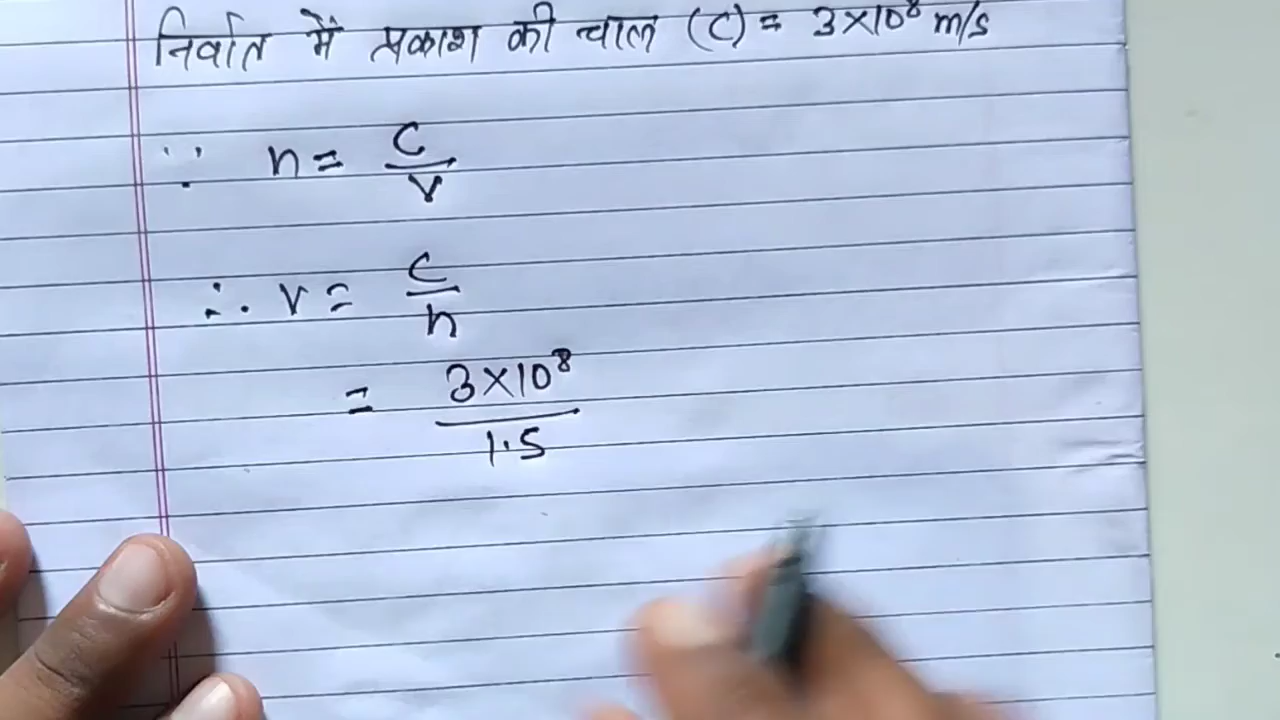 निर्वात में प्रकाश की चाल (C) = 3×10⁸ m/s
∵ n = C/v
∴ v = C/n
= 3×10⁸/1.5